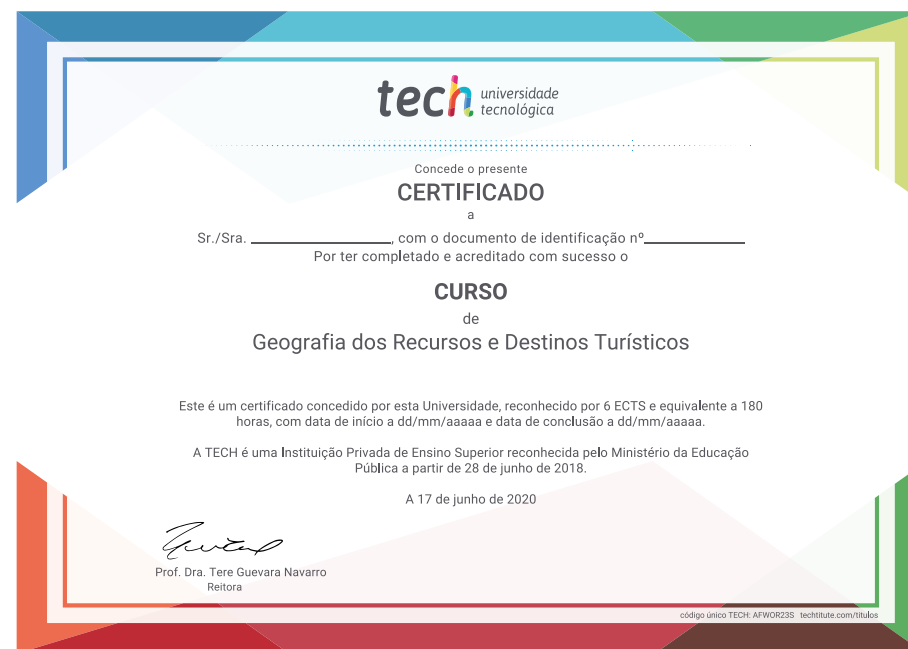 tech universidade
tecnológica
Concede o presente
CERTIFICADO
a
Sr./Sra. ____________________, com o documento de identificação nº______________
Por ter completado e acreditado com sucesso o
CURSO
de
Geografia dos Recursos e Destinos Turísticos
Este é um certificado concedido por esta Universidade, reconhecido por 6 ECTS e equivalente a 180
horas, com data de início a dd/mm/aaaaa e data de conclusão a dd/mm/aaaaa.
A TECH é uma Instituição Privada de Ensino Superior reconhecida pelo Ministério da Educação
Pública a partir de 28 de junho de 2018.
A 17 de junho de 2020
Prof. Dra. Tere Guevara Navarro
Reitora
código único TECH: AFWOR23S techtitute.com/titulos